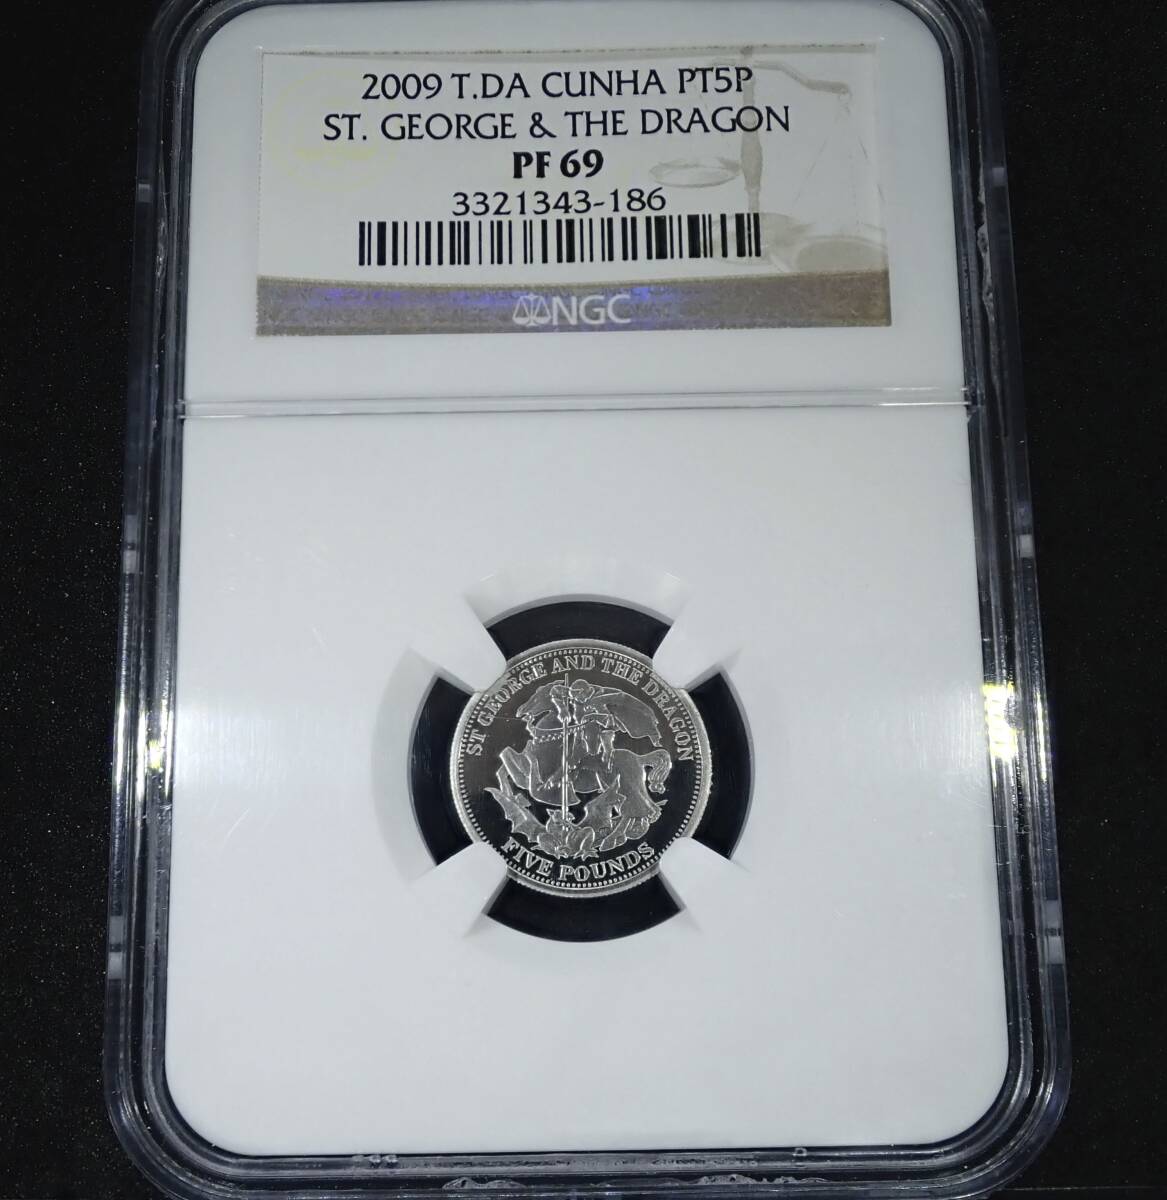 2009 T.DA CUNHA PT5P
ST. GEORGE & THE DRAGON
PF 69
3321343-186
NGC
ST GEORGE AND THE DRAGON
FIVE POUNDS